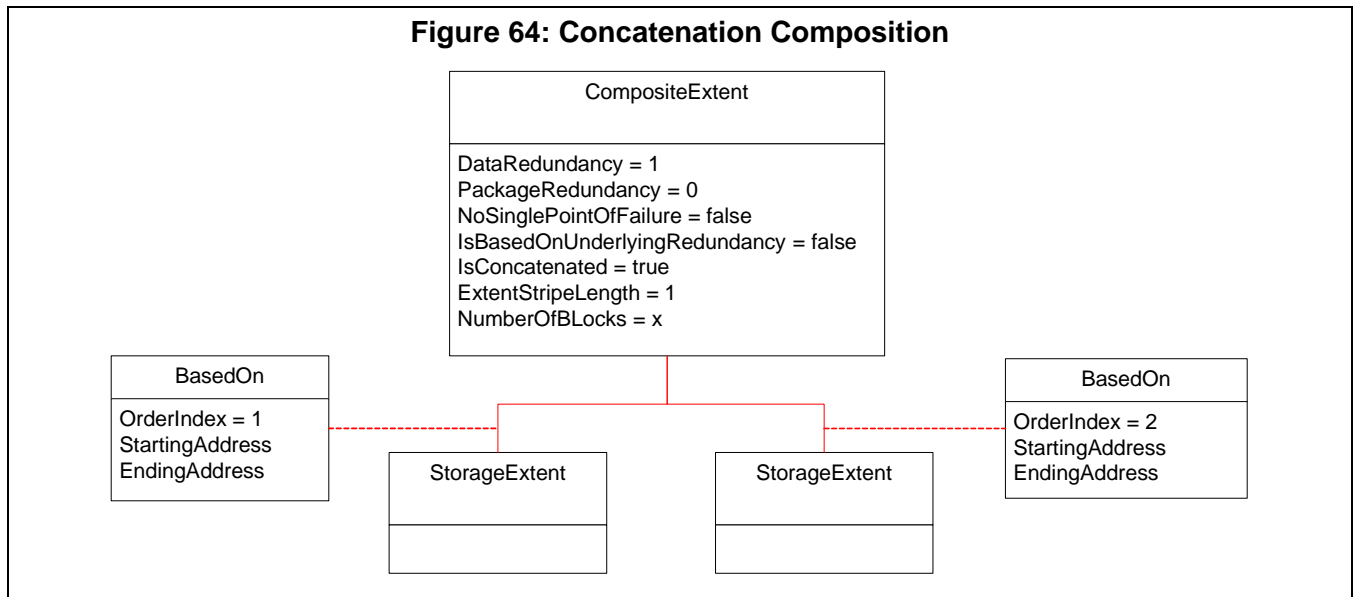 Figure 64: Concatenation Composition
CompositeExtent
DataRedundancy = 1
PackageRedundancy = 0
NoSinglePointOfFailure = false
IsBasedOnUnderlyingRedundancy = false
IsConcatenated = true
ExtentStripeLength = 1
NumberOfBLocks = x
BasedOn
OrderIndex = 1
StartingAddress
EndingAddress
BasedOn
OrderIndex = 2
StartingAddress
EndingAddress
StorageExtent
StorageExtent